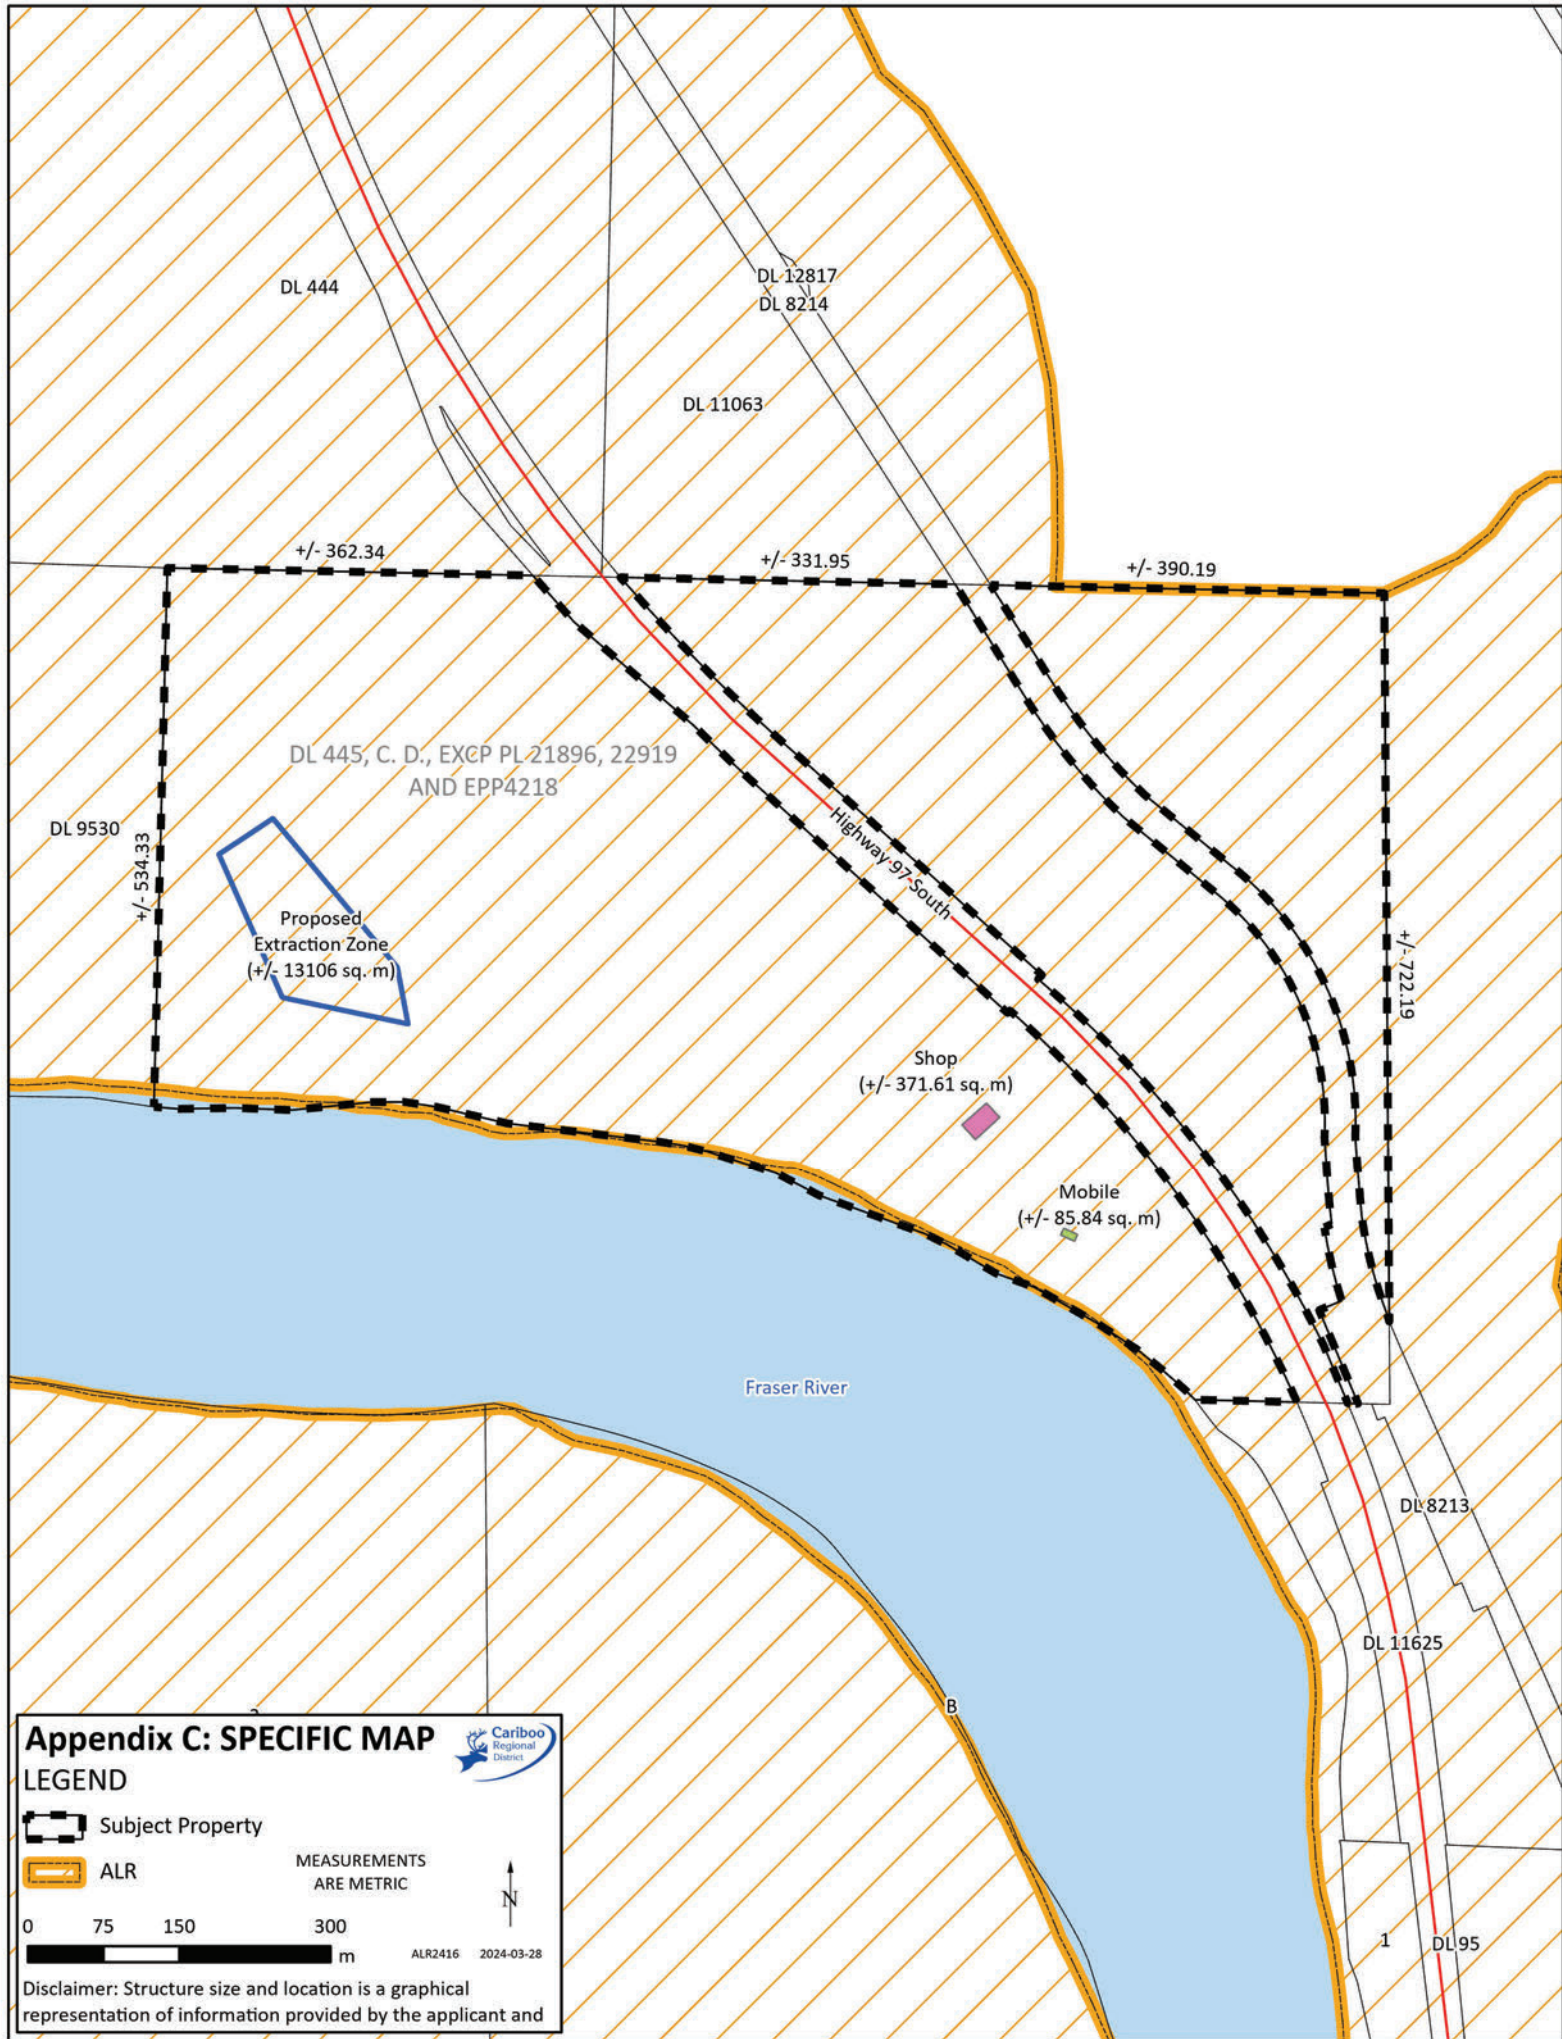 DL 12817
DL 444
DL 8214
DL 11063
+/- 362.34
+/- 331.95
+/- 390.19
DL 445, C. D., EXCP PL 21896, 22919
AND EPP4218
DL 9530
+/- 534.33
Highway 97 South
Proposed
Extraction Zone
(+/- 13106 sq. m)
+/- 722.19
Shop
(+/- 371.61 sq. m)
Mobile
(+/- 85.84 sq. m)
Fraser River
DL 8213
DL 11625
B
1
DL 95
Appendix C: SPECIFIC MAP
Cariboo
Regional
District
LEGEND
Subject Property
ALR
MEASUREMENTS
ARE METRIC
N
0 75 150 300
m
ALR2416 2024-03-28
Disclaimer: Structure size and location is a graphical
representation of information provided by the applicant and